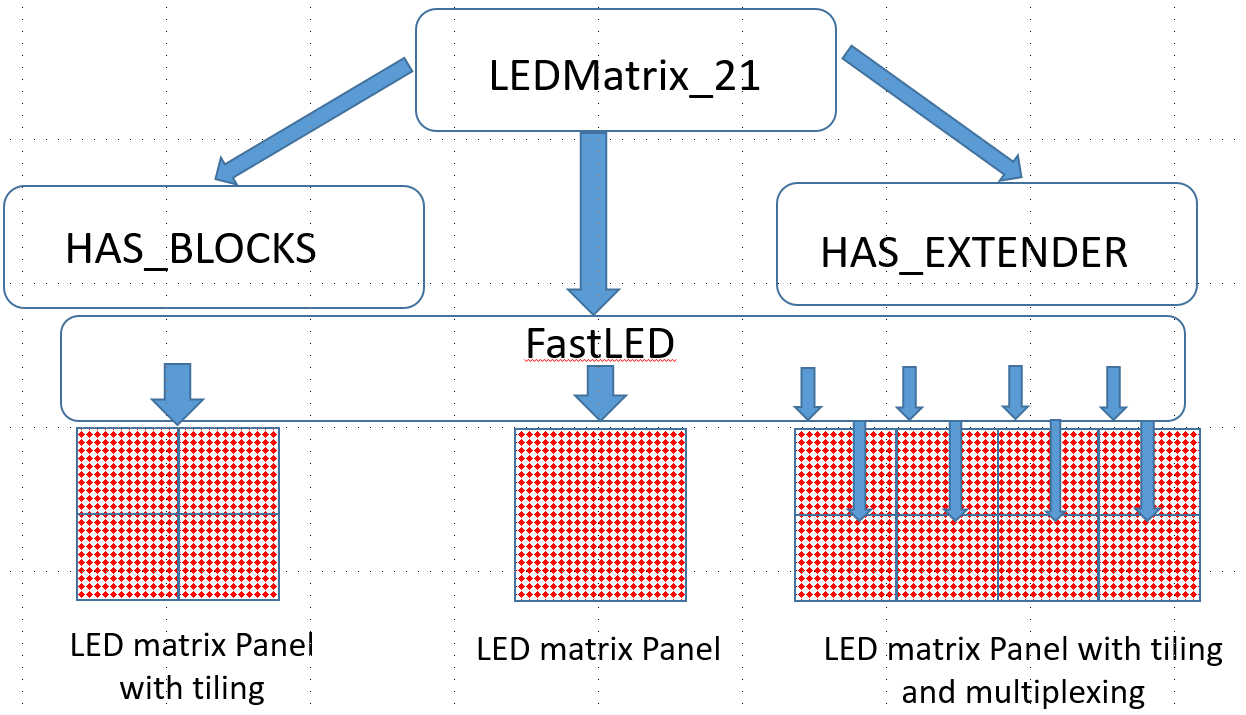 LEDMatrix_21
HAS_BLOCKS
HAS_EXTENDER
FastLED
LED matrix Panel
with tiling
LED matrix Panel
LED matrix Panel with tiling
and multiplexing